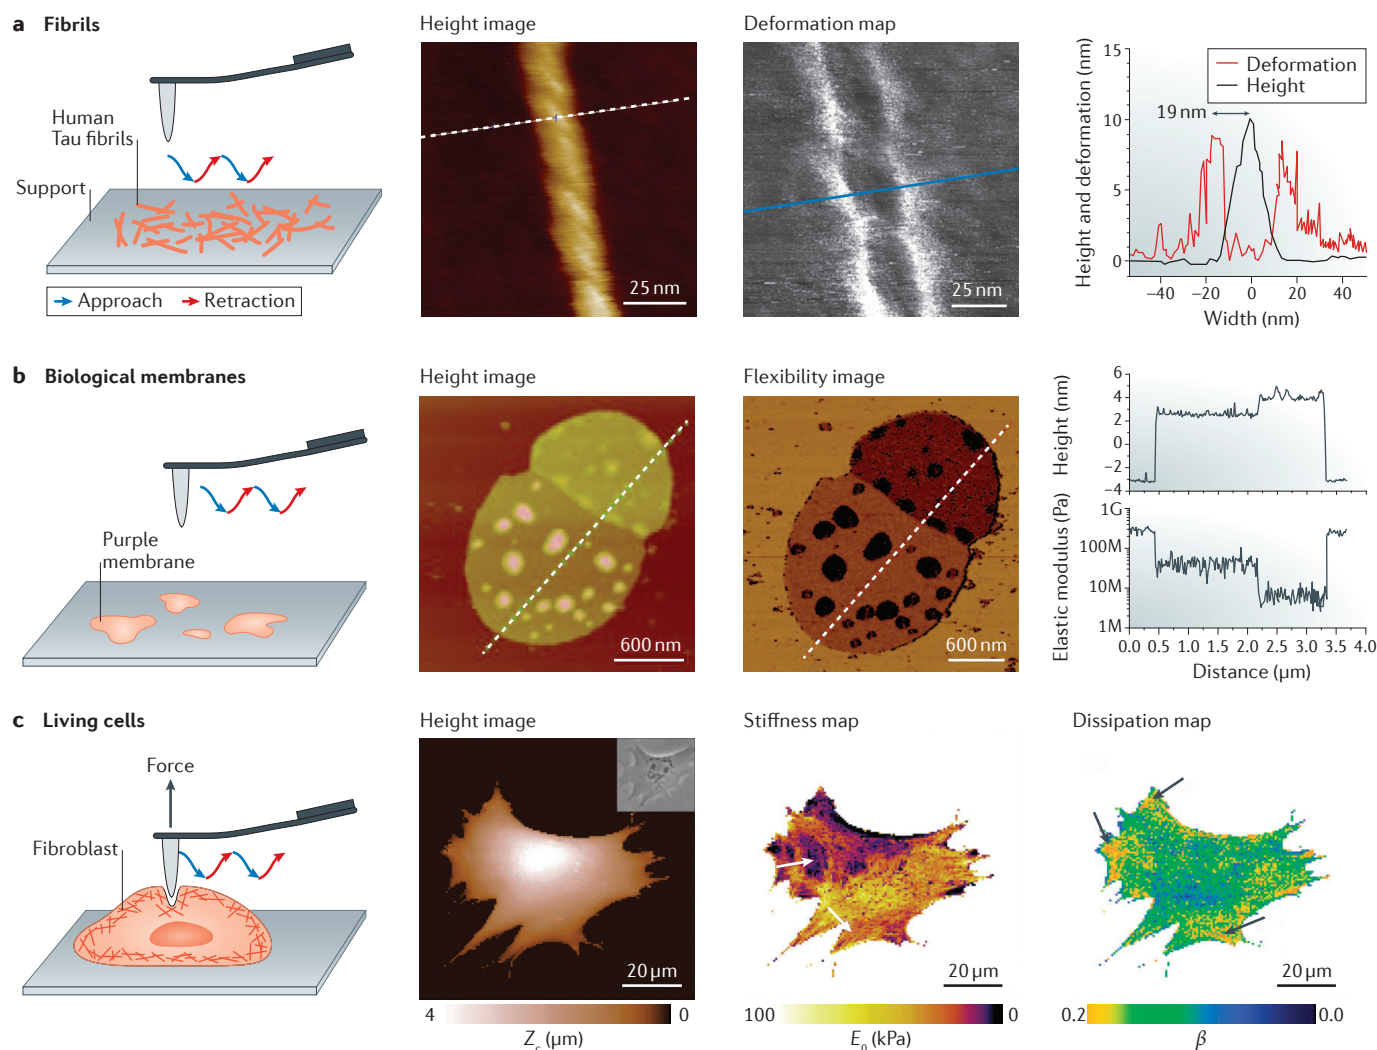 a Fibrils
Height image
Deformation map
Human
Tau fibrils
Support
Approach Retraction
25 nm
25 nm
Height and deformation (nm)
15
10
5
0
Deformation
Height
19 nm
−40 −20 0 20 40
Width (nm)
b Biological membranes
Height image
Flexibility image
Purple
membrane
600 nm
600 nm
Height (nm)
6
4
2
0
−2
−4
Elastic modulus (Pa)
1G
100M
10M
1M
0.0 0.5 1.0 1.5 2.0 2.5 3.0 3.5 4.0
Distance (μm)
c Living cells
Height image
Stiffness map
Dissipation map
Force
Fibroblast
20 μm
20 μm
20 μm
4 0
Zc (μm)
100 0
E0 (kPa)
0.2 0.0
β